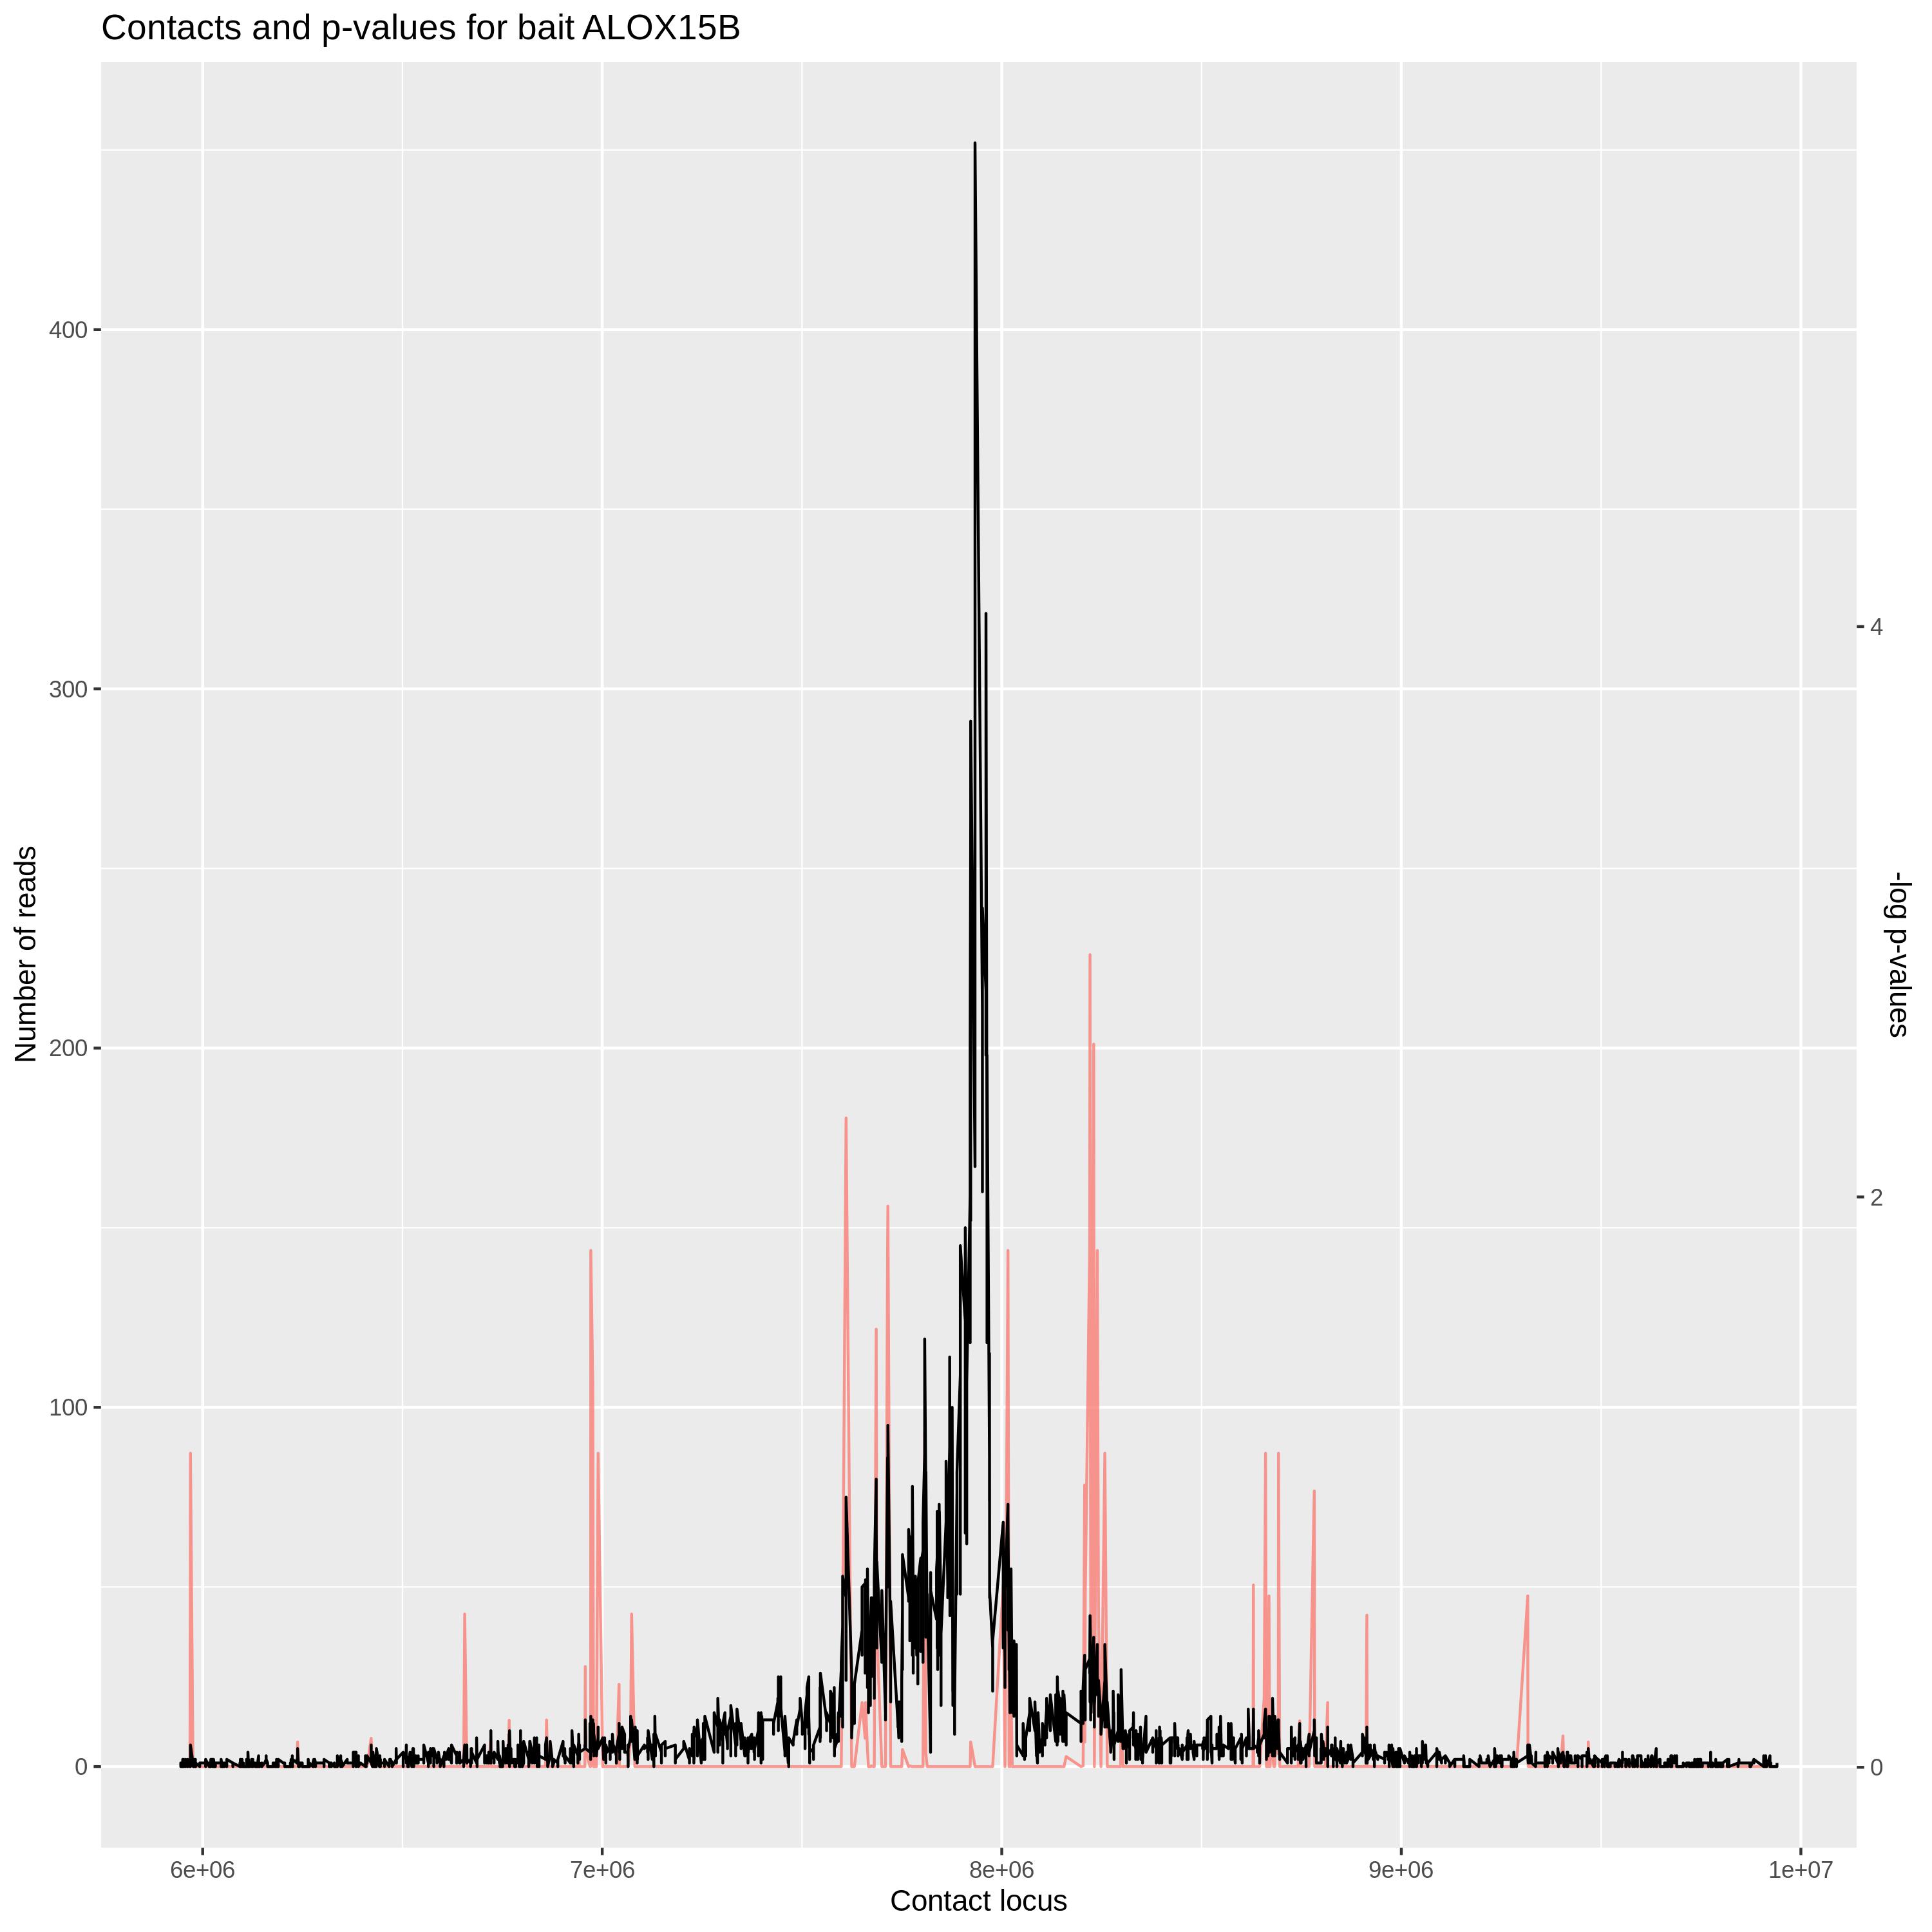 Contacts and p-values for bait ALOX15B
400
300
200
100
0
Number of reads
4
2
0
-log p-values
6e+06
7e+06
8e+06
9e+06
1e+07
Contact locus